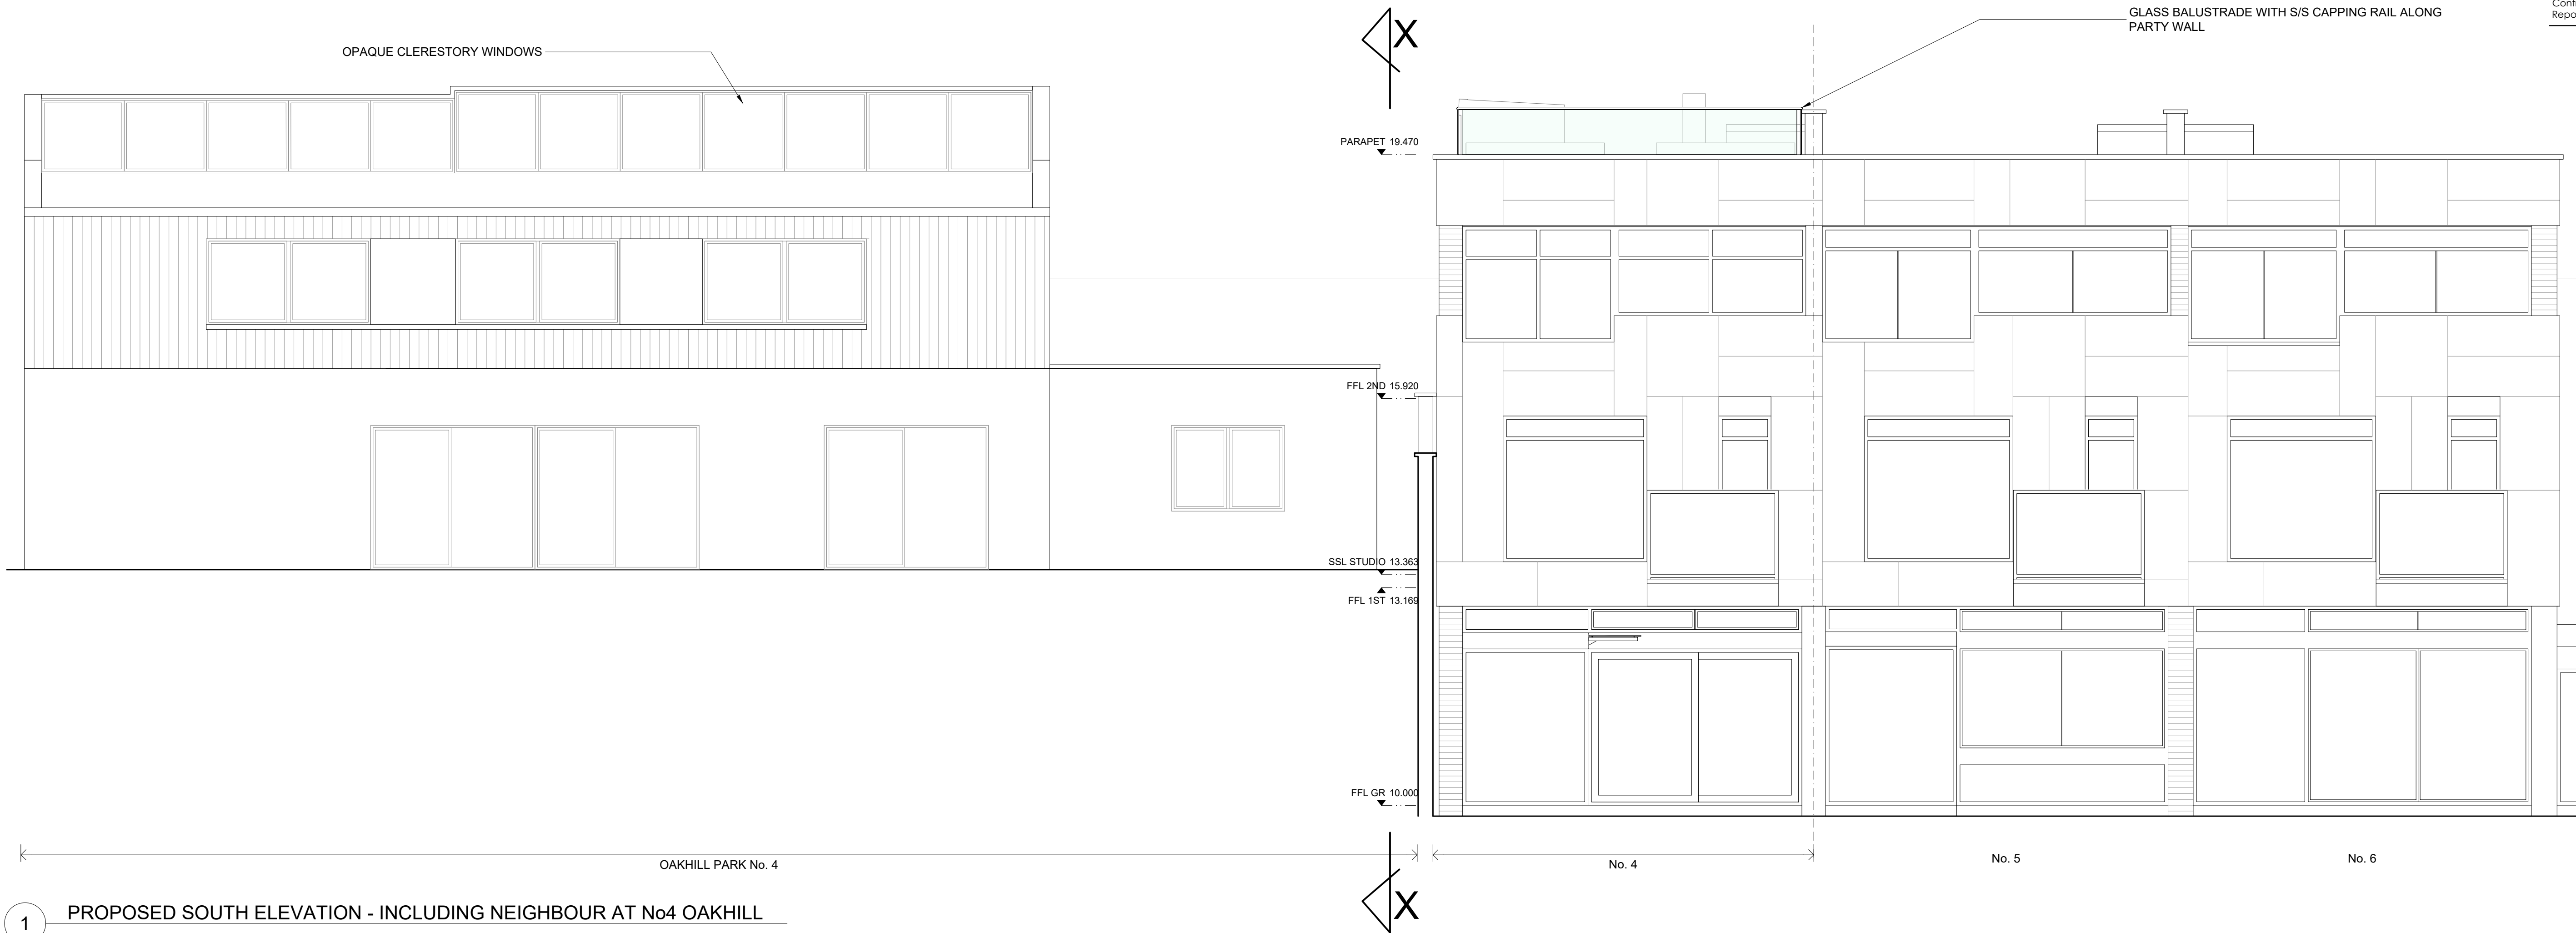 OPAQUE CLERESTORY WINDOWS
X
GLASS BALUSTRADE WITH S/S CAPPING RAIL ALONG
PARTY WALL
PARAPET 19.470
FFL 2ND 15.920
SSL STUDIO 13.363
FFL 1ST 13.169
FFL GR 10.000
OAKHILL PARK No. 4
No. 4
No. 5
No. 6
X
1
PROPOSED SOUTH ELEVATION - INCLUDING NEIGHBOUR AT No4 OAKHILL